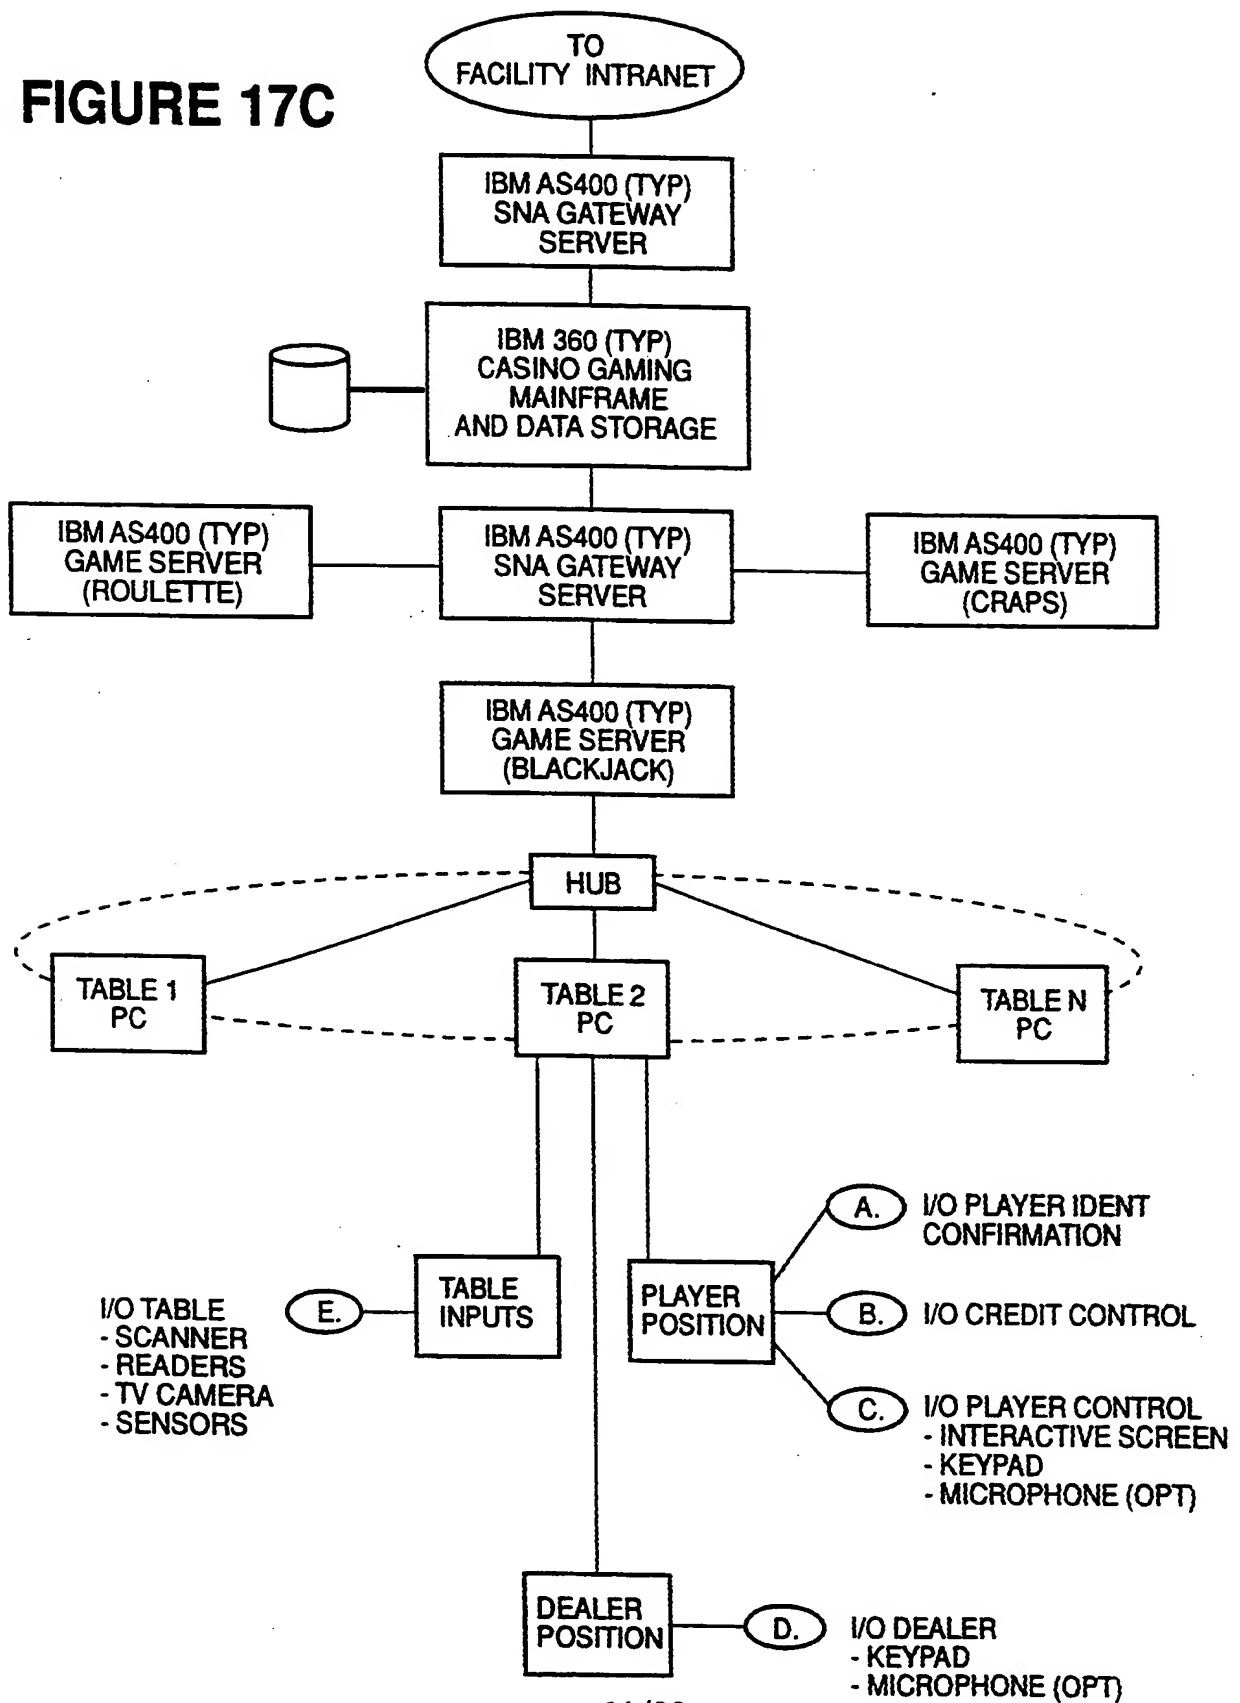 TO
FACILITY INTRANET
FIGURE 17C
IBM AS400 (TYP)
SNA GATEWAY
SERVER
IBM 360 (TYP)
CASINO GAMING
MAINFRAME
AND DATA STORAGE
IBM AS400 (TYP)
GAME SERVER
(ROULETTE)
IBM AS400 (TYP)
SNA GATEWAY
SERVER
IBM AS400 (TYP)
GAME SERVER
(CRAPS)
IBM AS400 (TYP)
GAME SERVER
(BLACKJACK)
HUB
TABLE 1
PC
TABLE 2
PC
TABLE N
PC
A.
I/O PLAYER IDENT
CONFIRMATION
TABLE
INPUTS
PLAYER
POSITION
B.
I/O CREDIT CONTROL
E.
I/O TABLE
- SCANNER
- READERS
- TV CAMERA
- SENSORS
C.
I/O PLAYER CONTROL
- INTERACTIVE SCREEN
- KEYPAD
- MICROPHONE (OPT)
DEALER
POSITION
D.
I/O DEALER
- KEYPAD
- MICROPHONE (OPT)